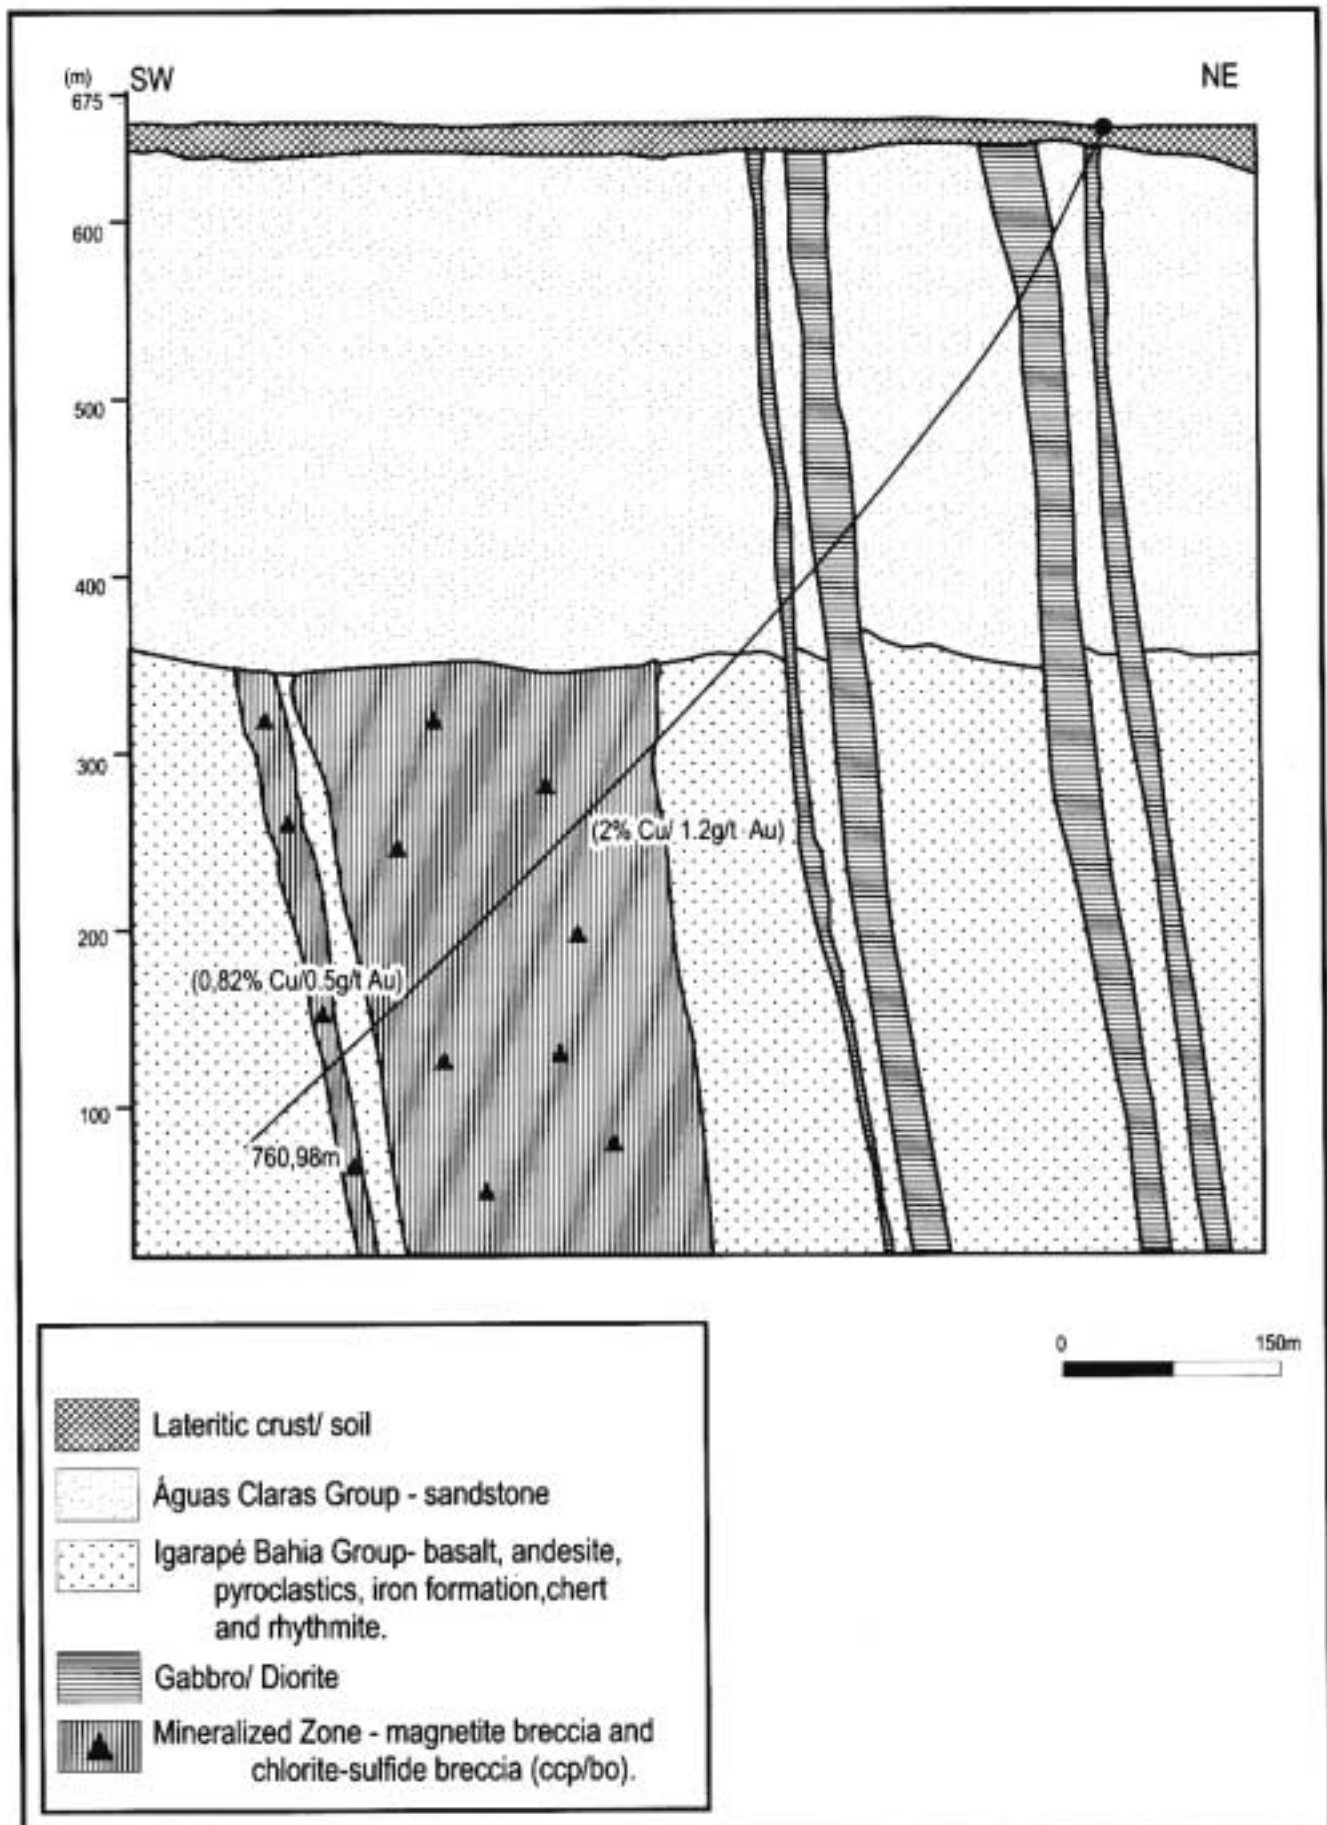 (m)
SW
NE
675
600
500
400
300
200
100
(2% Cu/ 1.2g/t Au)
(0,82% Cu/0.5g/t Au)
760,98m
0
150m
Lateritic crust/ soil
Águas Claras Group - sandstone
Igarapé Bahia Group- basalt, andesite,
pyroclastics, iron formation,chert
and rhythmite.
Gabbro/ Diorite
Mineralized Zone - magnetite breccia and
chlorite-sulfide breccia (ccp/bo).